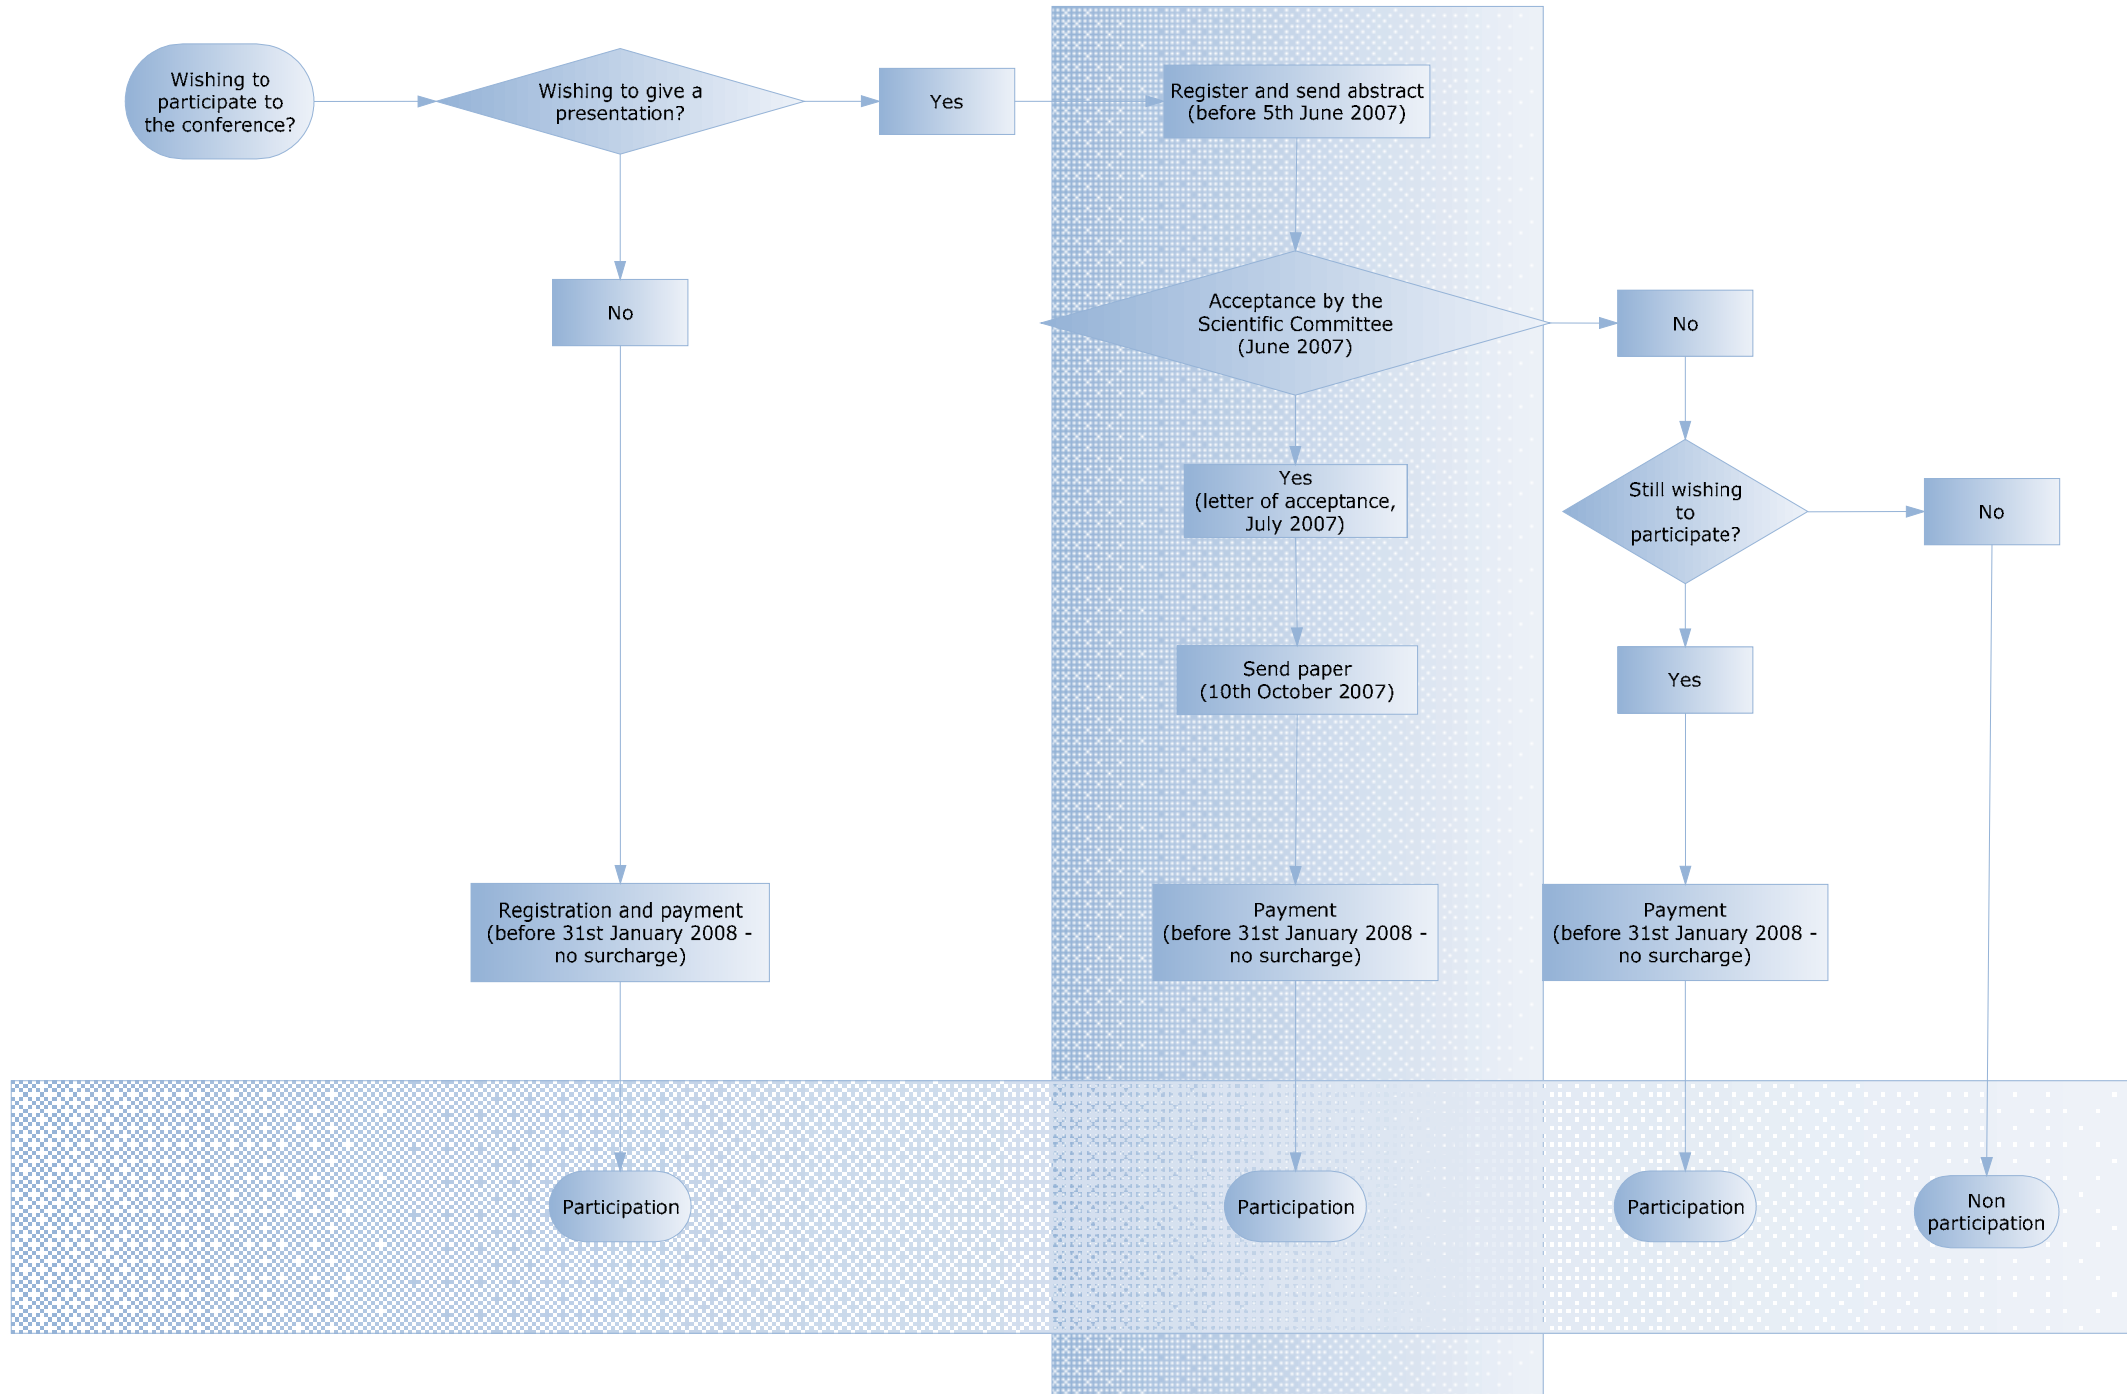 Wishing to
participate to
the conference?
Wishing to give a
presentation?
Yes
Register and send abstract
(before 5th June 2007)
No
Acceptance by the
Scientific Committee
(June 2007)
No
Yes
(letter of acceptance,
July 2007)
Still wishing
to
participate?
No
Send paper
(10th October 2007)
Yes
Registration and payment
(before 31st January 2008 -
no surcharge)
Payment
(before 31st January 2008 -
no surcharge)
Payment
(before 31st January 2008 -
no surcharge)
Participation
Participation
Participation
Non
participation